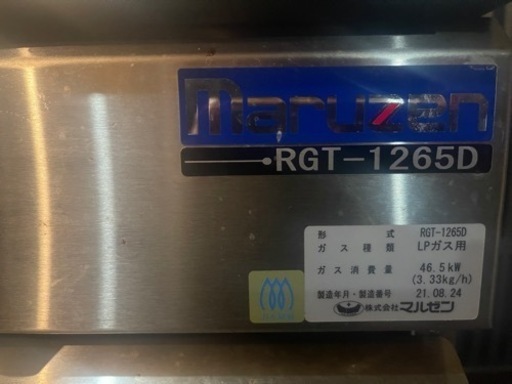 maruzen
RGT-1265D
形式 RGT-1265D
ガス種類 LPガス用
ガス消費量 46.5kW
(3.33kg/h)
製造年月・製造番号 21.08.24
株式会社マルゼン